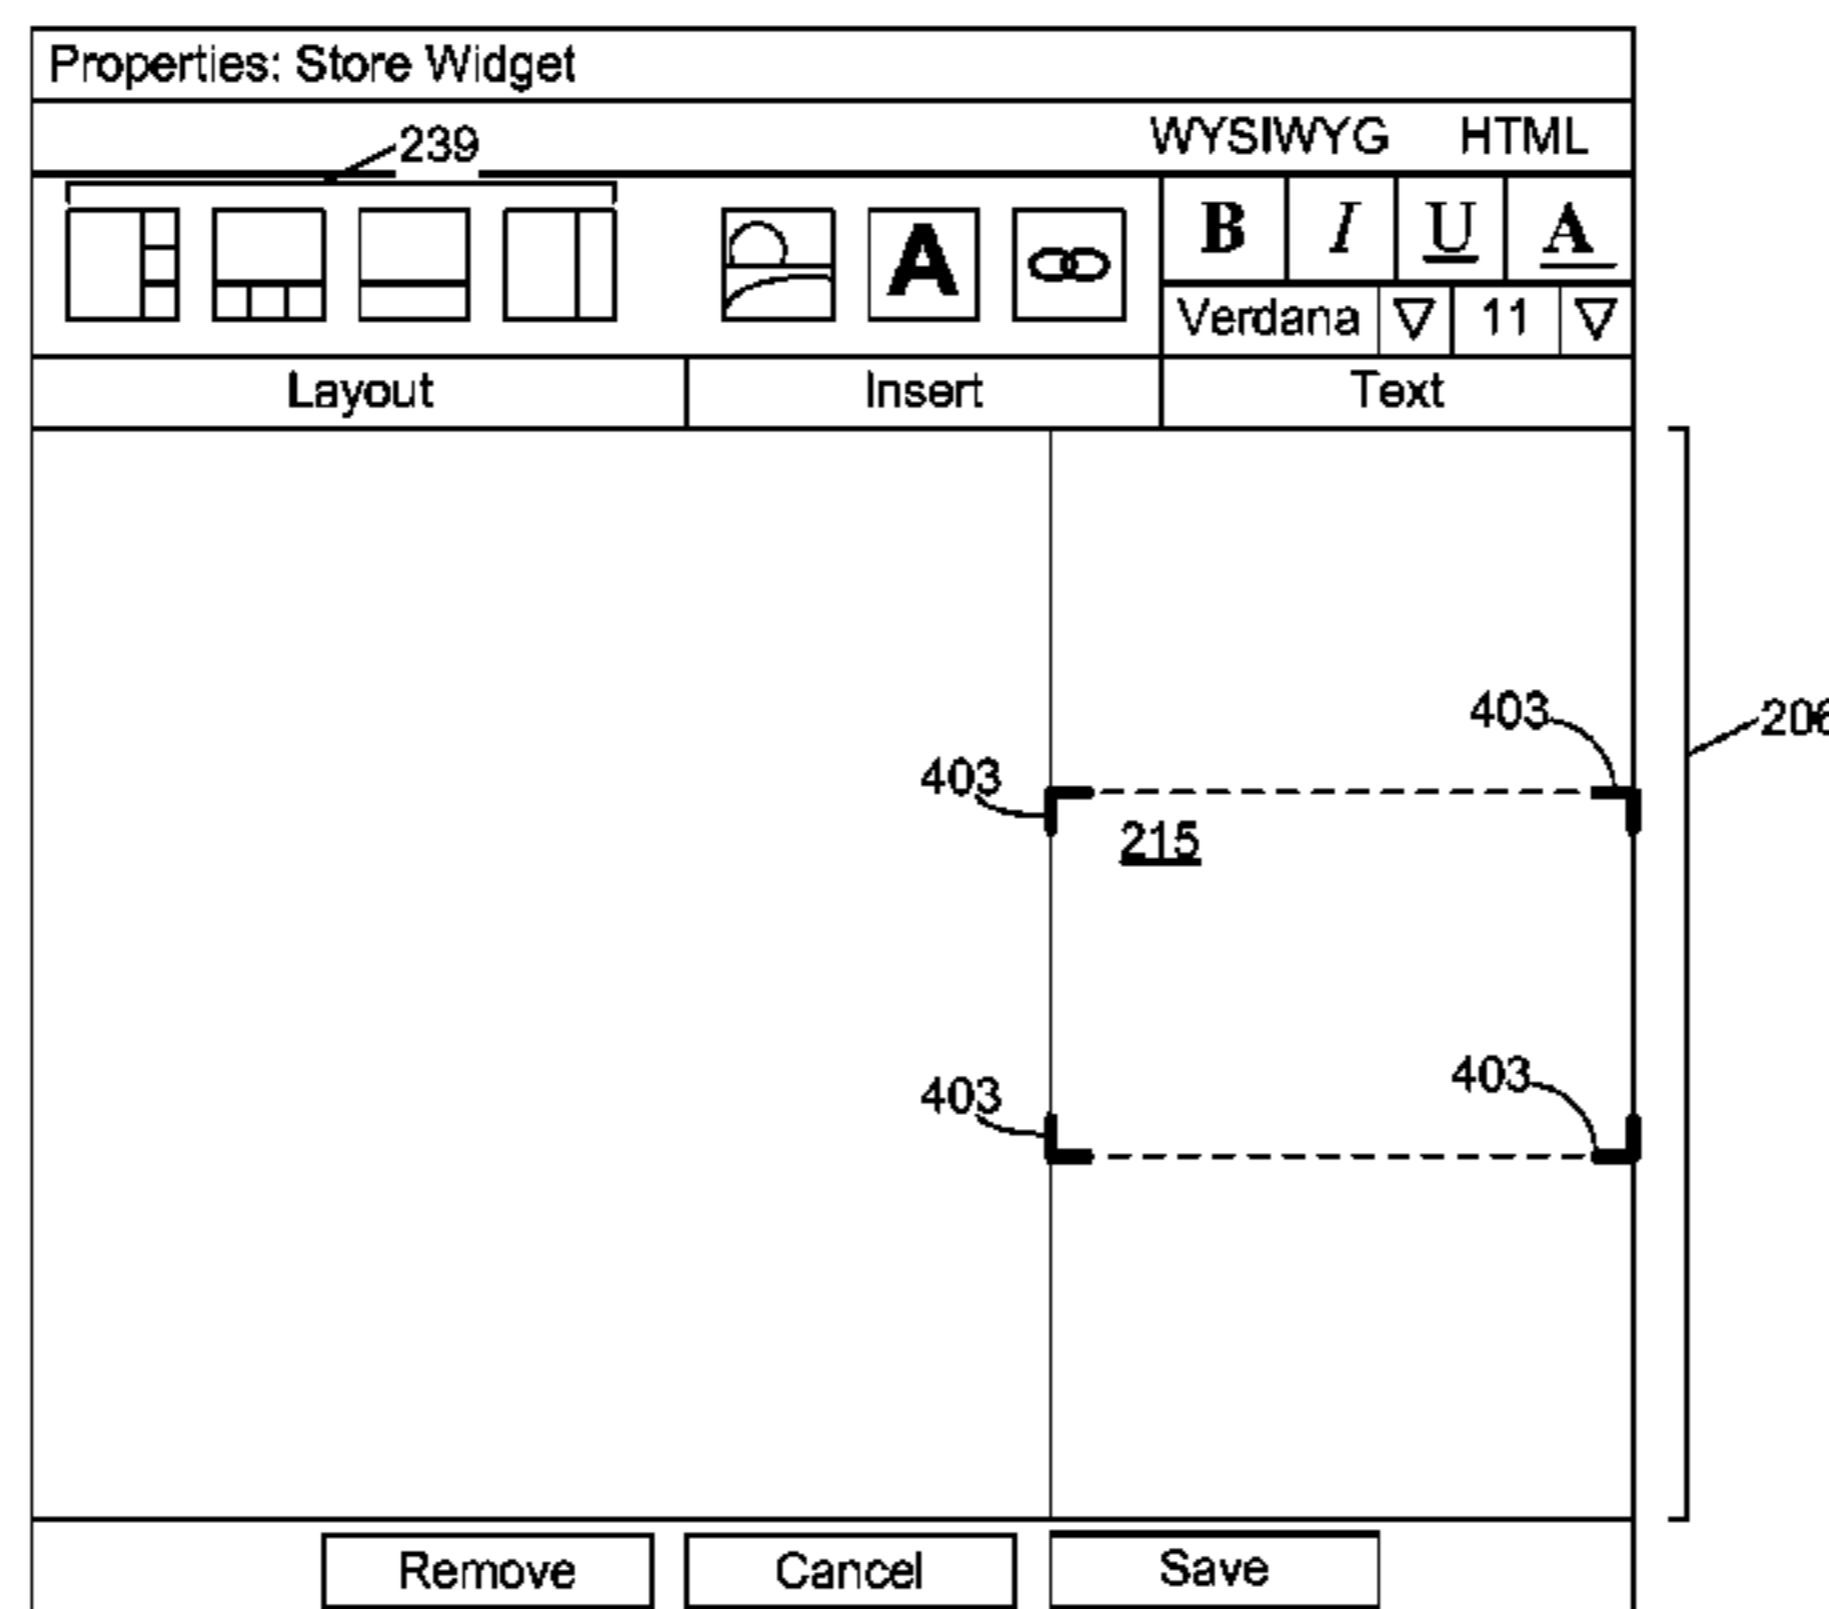 Properties: Store Widget
239
WYSIWYG HTML
A
B I U A
Verdana 11
Layout Insert Text
403
206
403
215
403
403
Remove Cancel Save